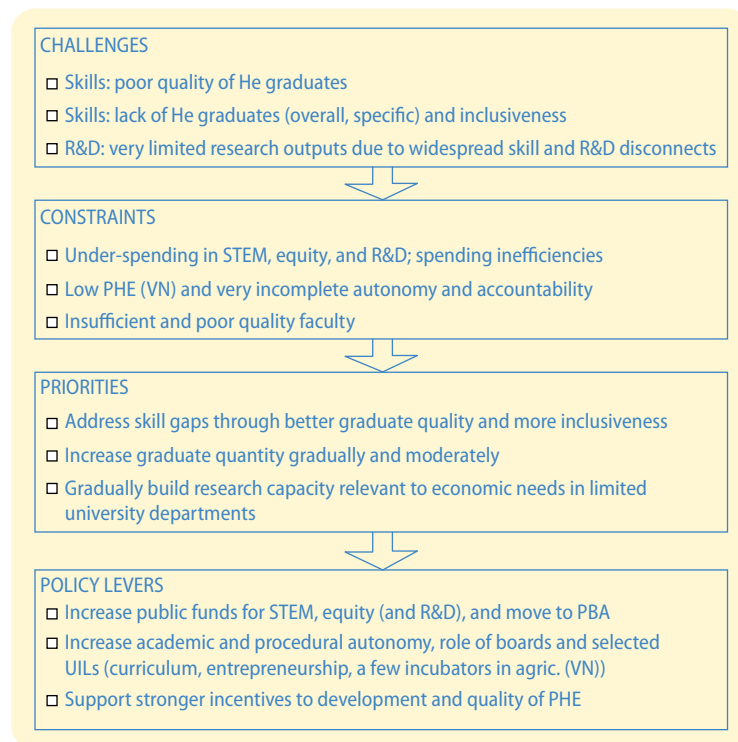 CHALLENGES
Skills: poor quality of He graduates
Skills: lack of He graduates (overall, specific) and inclusiveness
R&D: very limited research outputs due to widespread skill and R&D disconnects
CONSTRAINTS
Under-spending in STEM, equity, and R&D; spending inefficiencies
Low PHE (VN) and very incomplete autonomy and accountability
Insufficient and poor quality faculty
PRIORITIES
Address skill gaps through better graduate quality and more inclusiveness
Increase graduate quantity gradually and moderately
Gradually build research capacity relevant to economic needs in limited
university departments
POLICY LEVERS
Increase public funds for STEM, equity (and R&D), and move to PBA
Increase academic and procedural autonomy, role of boards and selected
UILs (curriculum, entrepreneurship, a few incubators in agric. (VN))
Support stronger incentives to development and quality of PHE